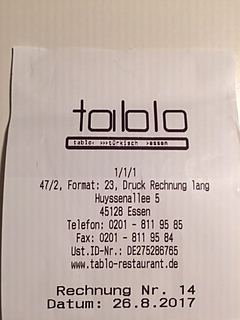 tablo
tablo: >>>türkisch >essen
1/1/1
47/2, Format: 23, Druck Rechnung lang
Huyssenallee 5
45128 Essen
Telefon: 0201 - 811 95 85
Fax: 0201 - 811 95 84
Ust.ID-Nr.: DE275286765
www.tablo-restaurant.de
Rechnung Nr. 14
Datum: 26.8.2017